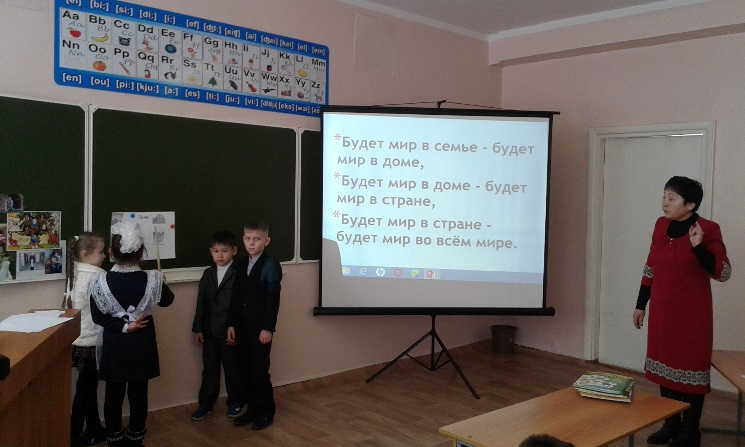 [ei] [bi:] [si:] [di:] [i:] [ef] [dʒi:] [eitʃ] [ai] [dʒei] [kei] [el] [em]
Aa Bb Cc Dd Ee Ff Gg Hh Ii Jj Kk Ll Mm
Nn Oo Pp Qq Rr Ss Tt Uu Vv Ww Xx Yy Zz
[en] [ou] [pi:] [kju:] [a:] [es] [ti:] [ju:] [vi:] [eks] [wai]
*Будет мир в семье - будет
мир в доме,
*Будет мир в доме - будет
мир в стране,
*Будет мир в стране -
будет мир во всём мире.